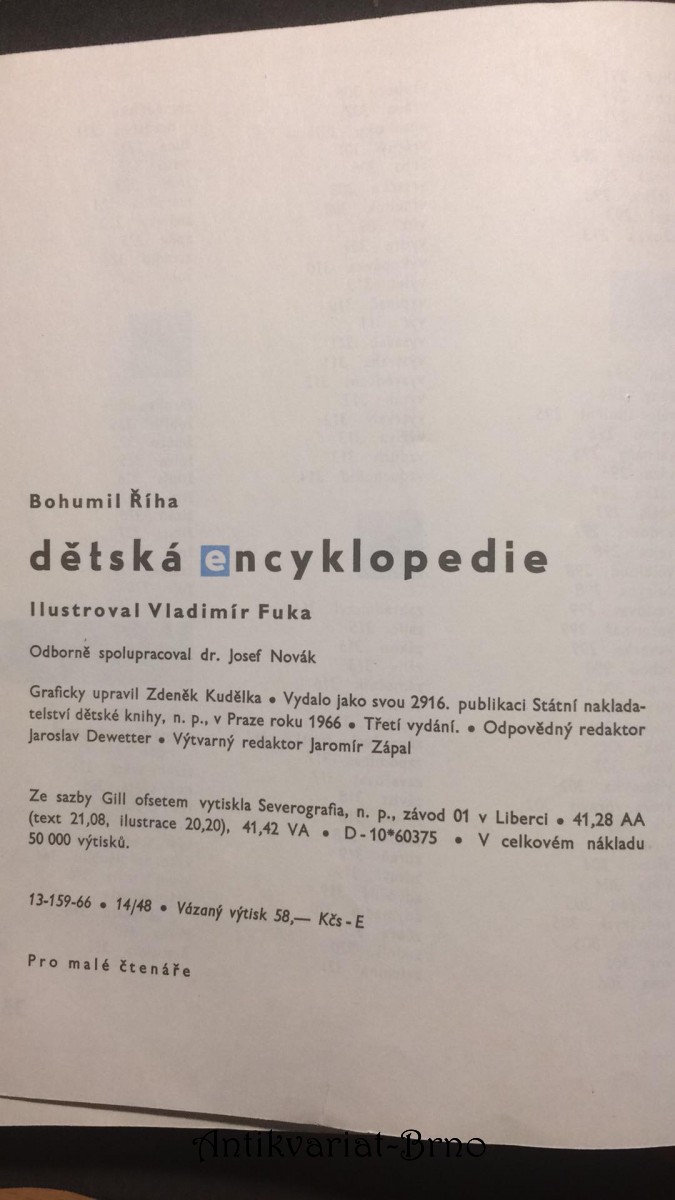 Bohumil Říha
dětská encyklopedie
Ilustroval Vladimír Fuka
Odborně spolupracoval dr. Josef Novák
Graficky upravil Zdeněk Kudělka • Vydalo jako svou 2916. publikaci Státní naklada-
telství dětské knihy, n. p., v Praze roku 1966 • Třetí vydání. • Odpovědný redaktor
Jaroslav Dewetter • Výtvarný redaktor Jaromír Zápal
Ze sazby Gill ofsetem vytiskla Severografia, n. p., závod 01 v Liberci • 41,28 AA
(text 21,08, ilustrace 20,20), 41,42 VA • D-10*60375 • V celkovém nákladu
50 000 výtisků.
13-159-66 • 14/48 • Vázaný výtisk 58,— Kčs - E
Pro malé čtenáře
Antikvariat-Brno